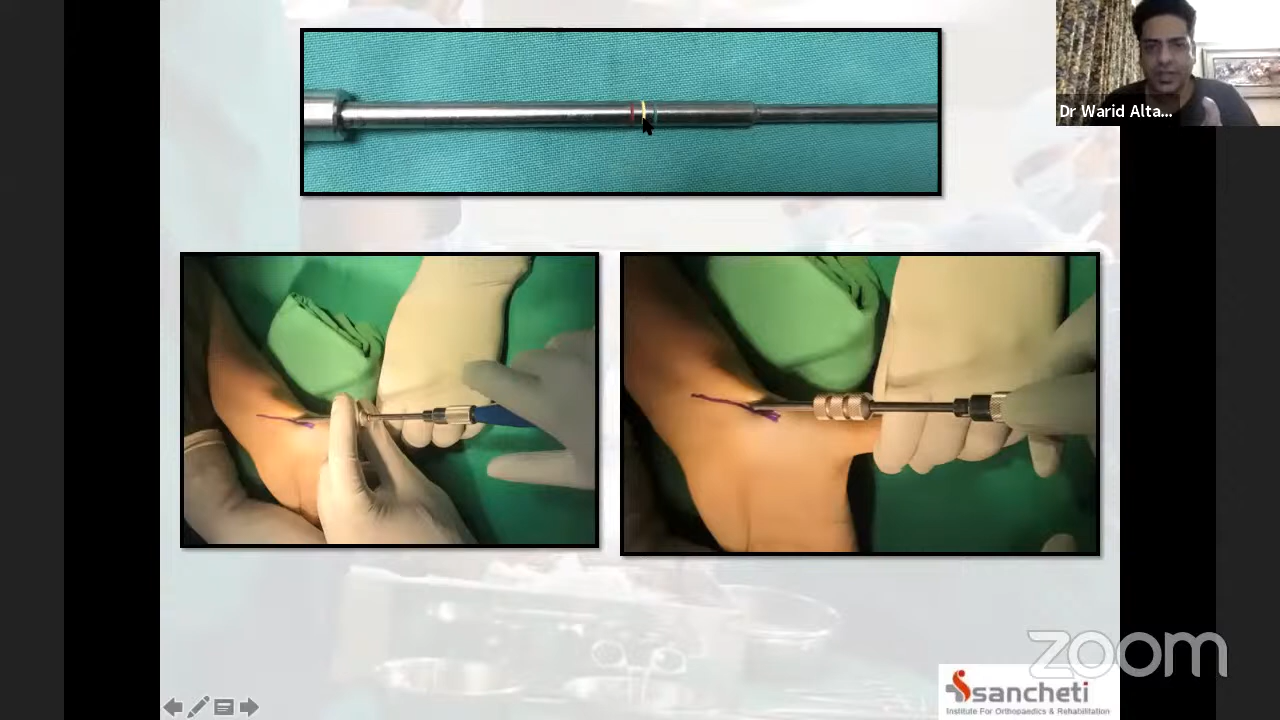 Dr Warid Alta...
zoom
sancheti
Institute For Orthopaedics & Rehabilitation